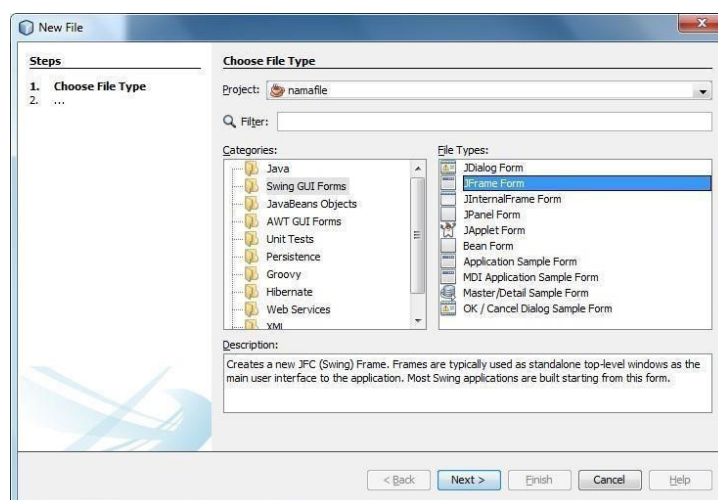 New File
Steps
1. Choose File Type
2. ...
Choose File Type
Project: namafile
Filter:
Categories:
Java
Swing GUI Forms
JavaBeans Objects
AWT GUI Forms
Unit Tests
Persistence
Groovy
Hibernate
Web Services
XML
File Types:
JDialog Form
JFrame Form
JInternalFrame Form
JPanel Form
JApplet Form
Bean Form
Application Sample Form
MDI Application Sample Form
Master/Detail Sample Form
OK / Cancel Dialog Sample Form
Description:
Creates a new JFC (Swing) Frame. Frames are typically used as standalone top-level windows as the
main user interface to the application. Most Swing applications are built starting from this form.
< Back
Next >
Finish
Cancel
Help